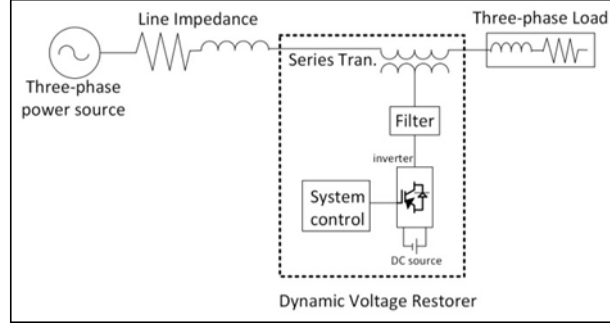 Line Impedance
Three-phase Load
Series Tran.
Three-phase
power source
Filter
inverter
System
control
DC source
Dynamic Voltage Restorer